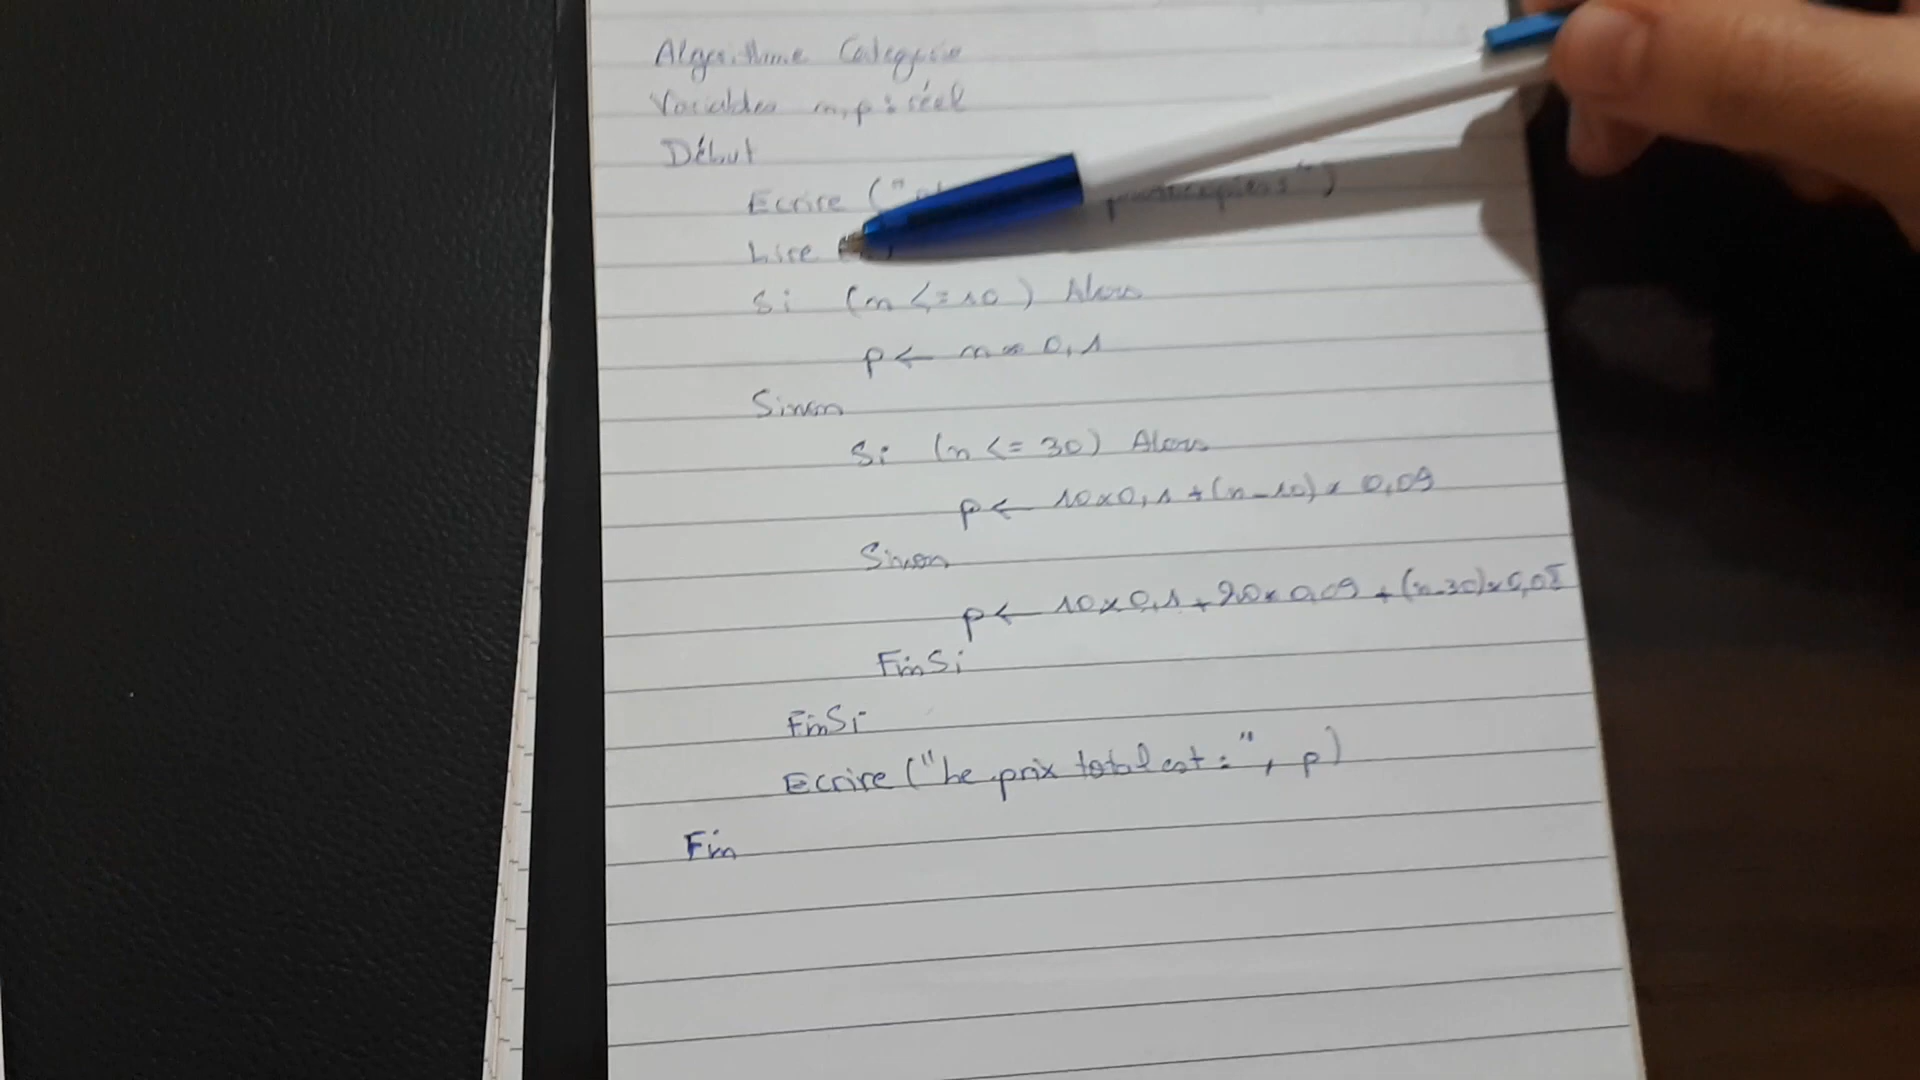 Algorithme Categorie
Variables n, p : réel
Début
Ecrire (" photocopiers")
Lire
Si (n <= 10) Alors
p ← n x 0,1
Sinon
Si (n <= 30) Alors
p ← 10 x 0,1 + (n - 10) x 0,09
Sinon
p ← 10 x 0,1 + 20 x 0,09 + (n-30) x 0,08
FinSi
FinSi
Ecrire ("Le prix total est : ", p)
Fin